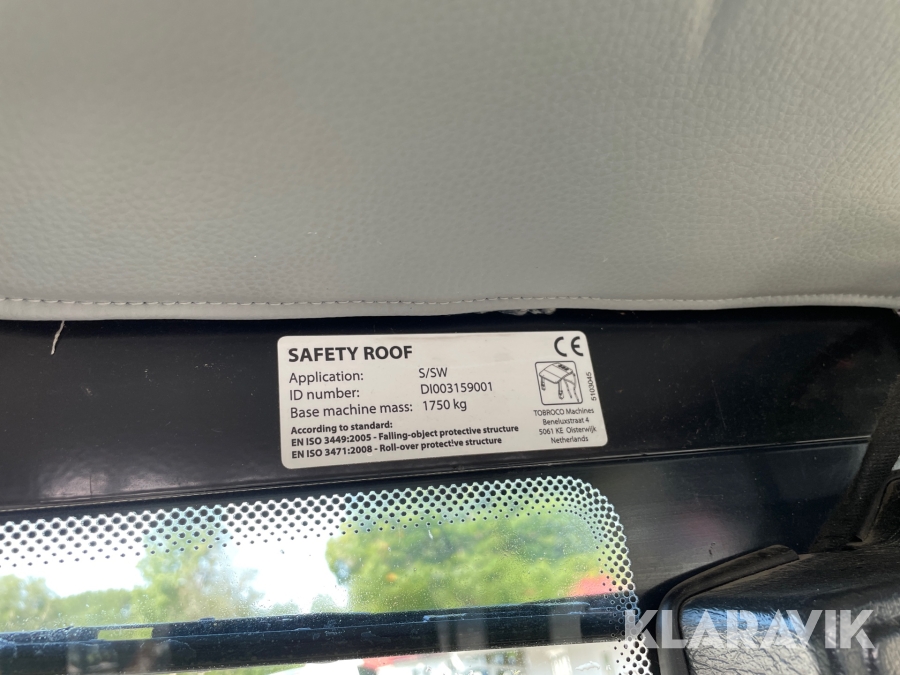 SAFETY ROOF
CE
Application: S/SW
ID number: DI003159001
Base machine mass: 1750 kg
According to standard:
EN ISO 3449:2005 - Falling-object protective structure
EN ISO 3471:2008 - Roll-over protective structure
5103045
TOBROCO Machines
Beneluxstraat 4
5061 KE Oisterwijk
Netherlands
KLARAVIK